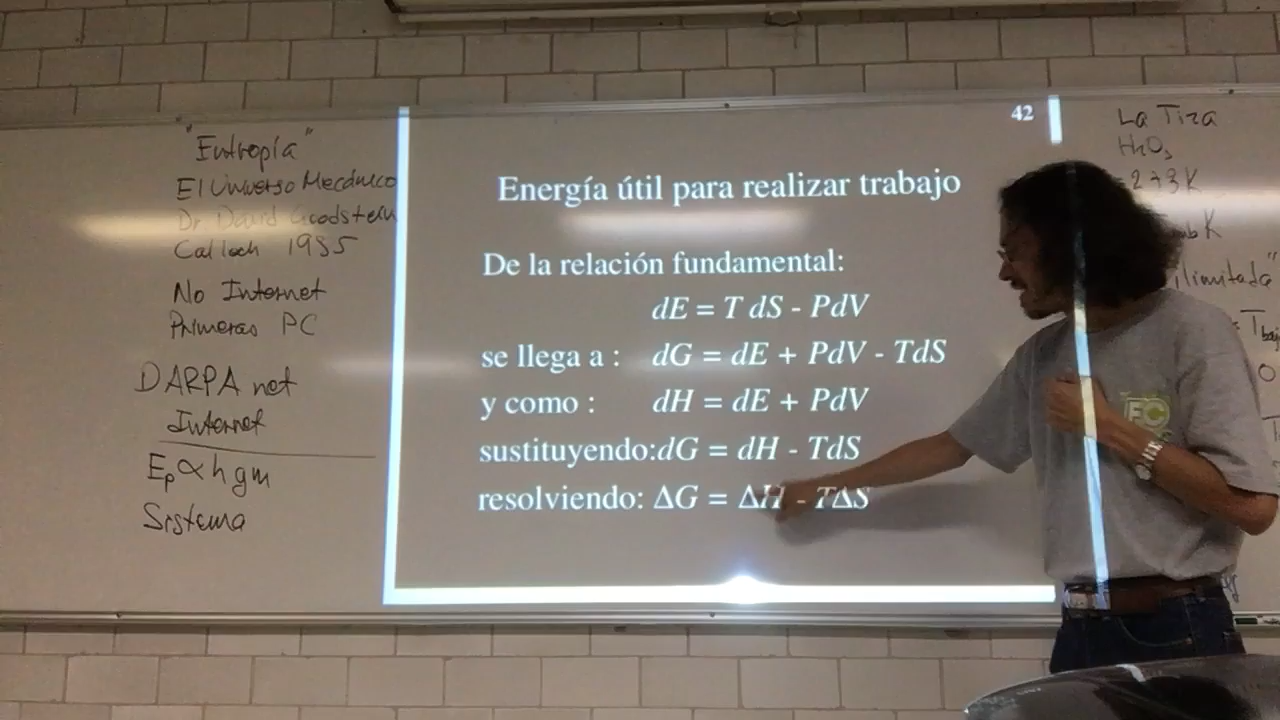 "Entropía"
El Universo Mecánico
Dr David Goodstein
Caltech 1985
No Internet
Primeras PC
DARPA net
Internet
Ep ∝ h g m
Sistema
42
Energía útil para realizar trabajo
De la relación fundamental:
dE = T dS - PdV
se llega a : dG = dE + PdV - TdS
y como : dH = dE + PdV
sustituyendo:dG = dH - TdS
resolviendo: ΔG = ΔH - TΔS
La Tiza
ilimitada"
FC